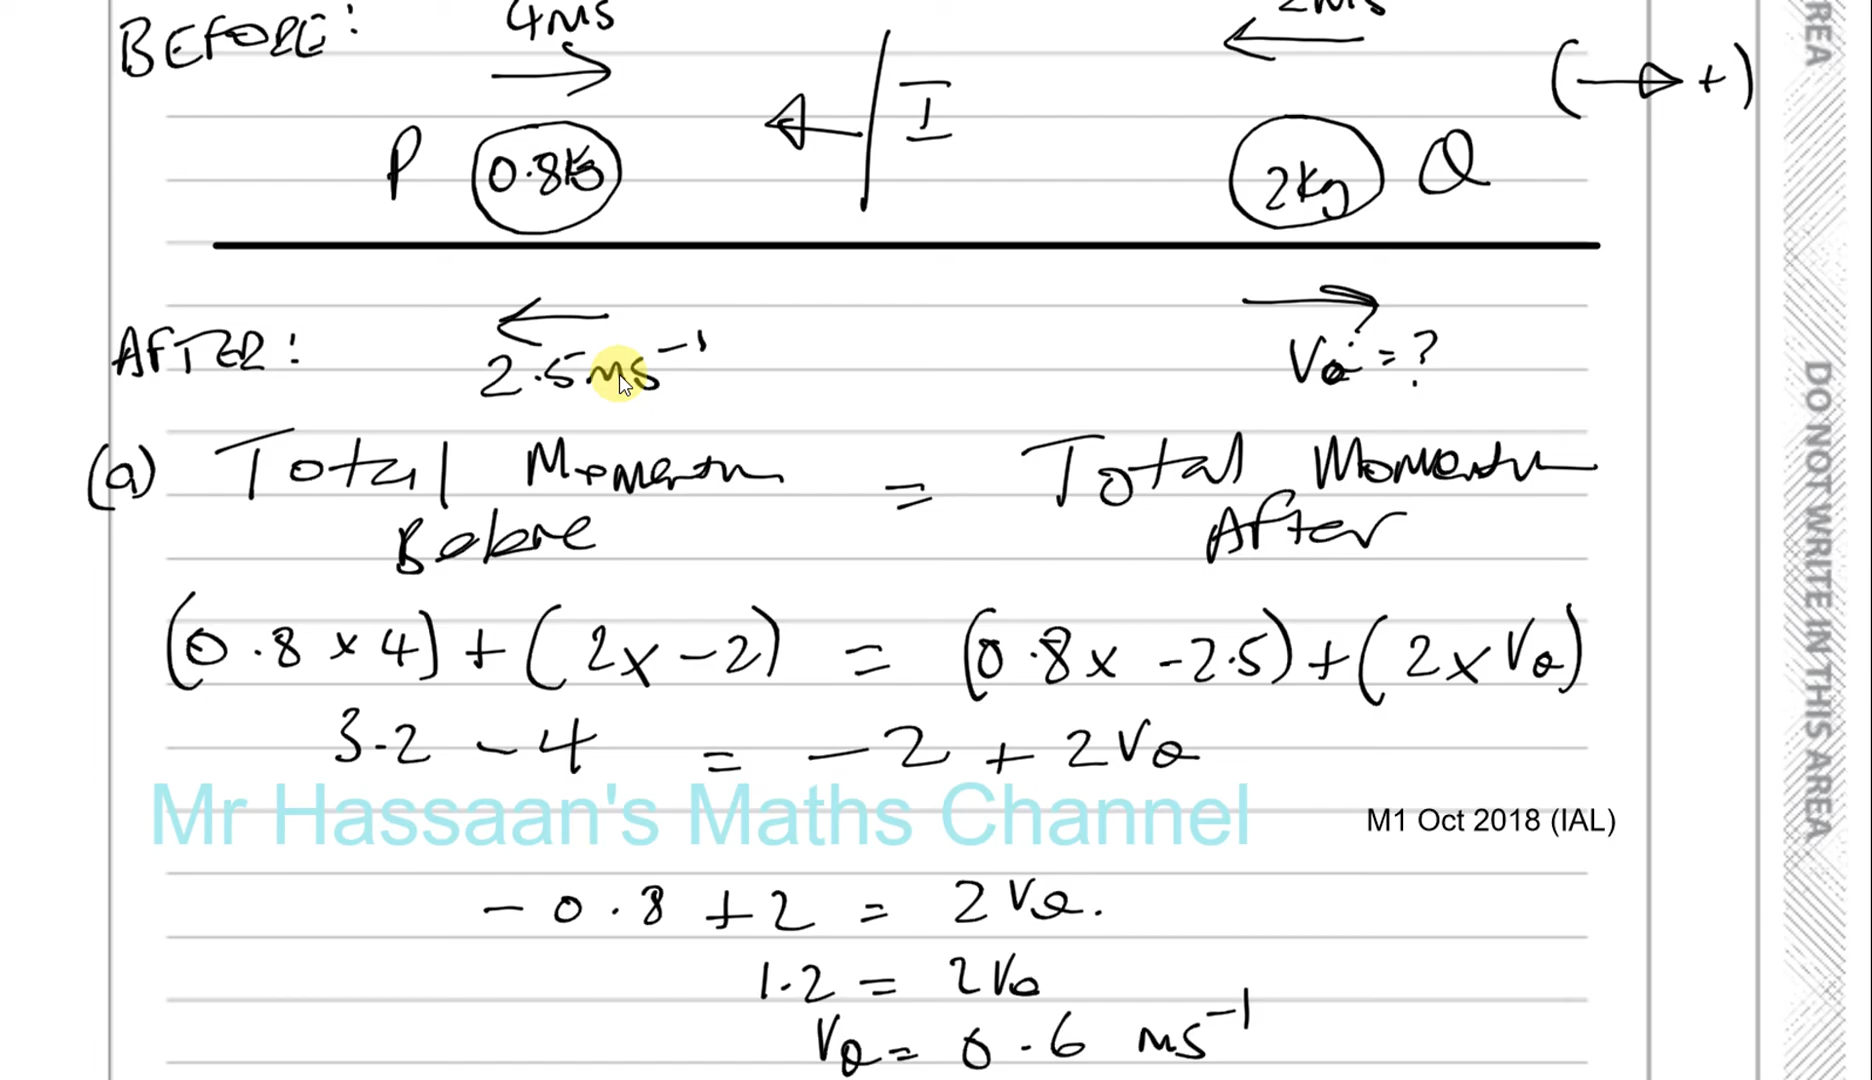 BEFORE:
4ms
2ms
(→ +)
I
P
0.8kg
2kg
Q
AFTER:
2.5ms⁻¹
VQ = ?
(a) Total Momentum = Total Momentum
Before
After
(0.8 × 4) + (2 × -2) = (0.8 × -2.5) + (2 × VQ)
3.2 - 4 = -2 + 2VQ
Mr Hassaan's Maths Channel
M1 Oct 2018 (IAL)
-0.8 + 2 = 2VQ.
1.2 = 2VQ
VQ = 0.6 ms⁻¹
REA
DO NOT WRITE IN THIS AREA